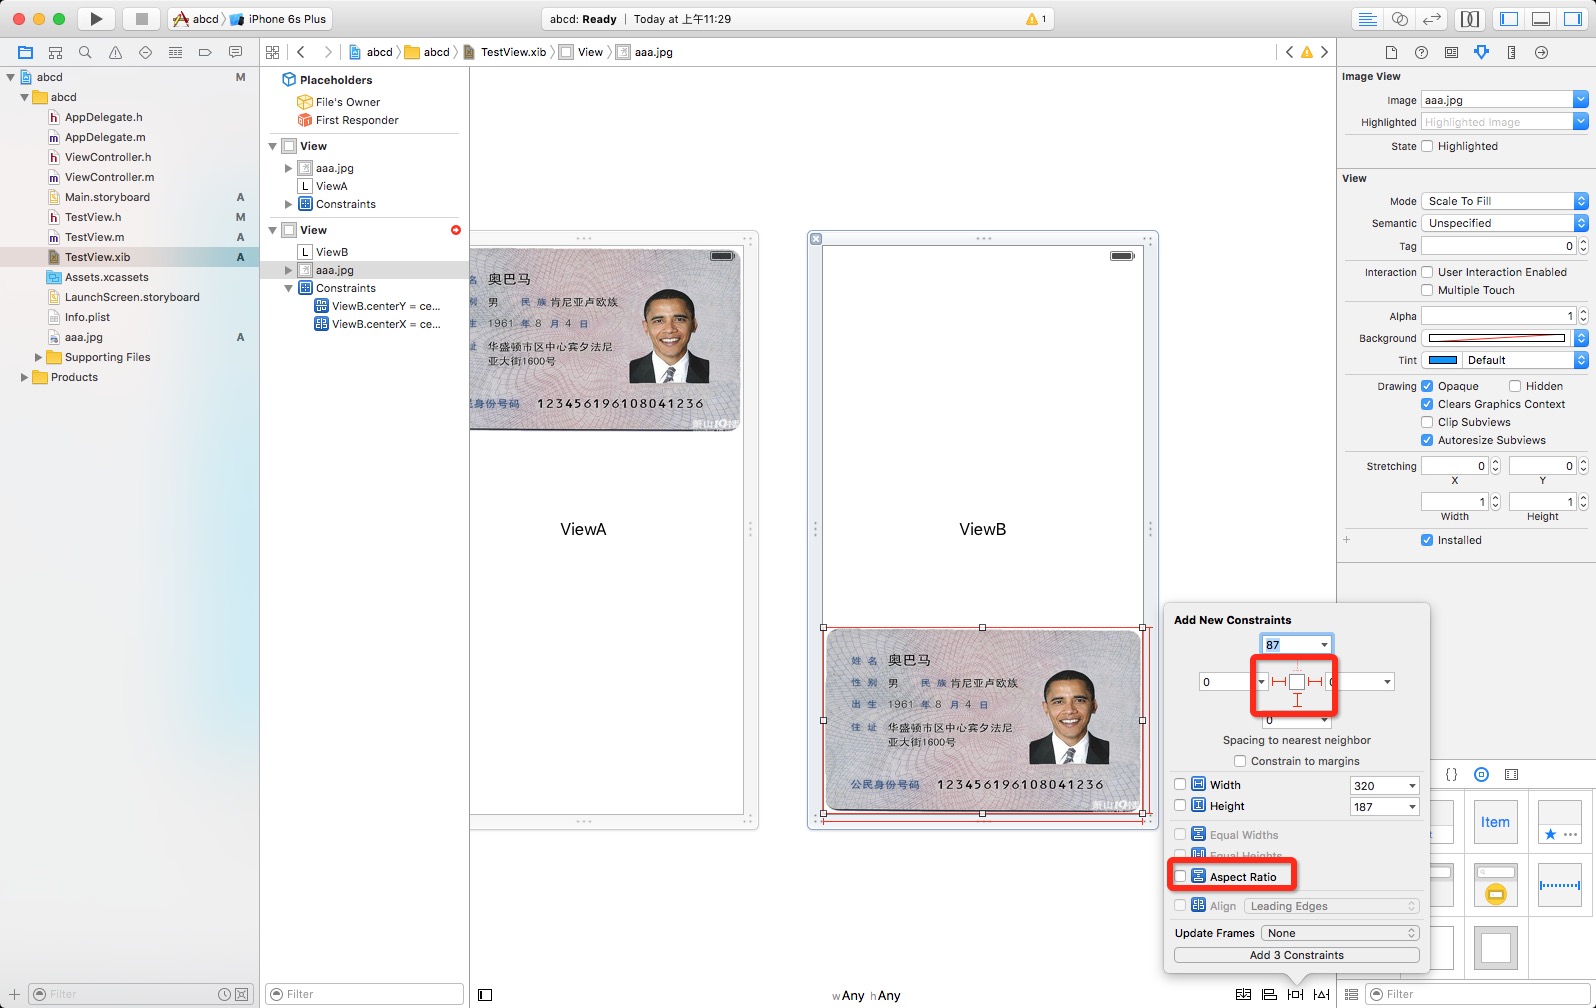 abcd
iPhone 6s Plus
abcd: Ready | Today at 上午11:29
1
abcd
abcd
TestView.xib
View
aaa.jpg
abcd M
abcd
AppDelegate.h
AppDelegate.m
ViewController.h
ViewController.m
Main.storyboard A
TestView.h M
TestView.m A
TestView.xib A
Assets.xcassets
LaunchScreen.storyboard
Info.plist
aaa.jpg A
Supporting Files
Products
Filter
Placeholders
File's Owner
First Responder
View
aaa.jpg
L ViewA
Constraints
View
L ViewB
aaa.jpg
Constraints
ViewB.centerY = ce...
ViewB.centerX = ce...
Filter
奥巴马
男 民 族 肯尼亚卢欧族
1961 年 8 月 4 日
址 华盛顿市区中心宾夕法尼
亚大街1600号
民身份号码 123456196108041236
ViewA
ViewB
姓 名 奥巴马
性 别 男 民 族 肯尼亚卢欧族
出 生 1961 年 8 月 4 日
住 址 华盛顿市区中心宾夕法尼
亚大街1600号
公民身份号码 123456196108041236
wAny hAny
Add New Constraints
87
0
0
Spacing to nearest neighbor
Constrain to margins
Width 320
Height 187
Equal Widths
Equal Heights
Aspect Ratio
Align Leading Edges
Update Frames None
Add 3 Constraints
Image View
Image aaa.jpg
Highlighted Highlighted Image
State Highlighted
View
Mode Scale To Fill
Semantic Unspecified
Tag 0
Interaction User Interaction Enabled
Multiple Touch
Alpha 1
Background
Tint Default
Drawing Opaque Hidden
Clears Graphics Context
Clip Subviews
Autoresize Subviews
Stretching 0 0
X Y
1 1
Width Height
Installed
{}
Item
Filter